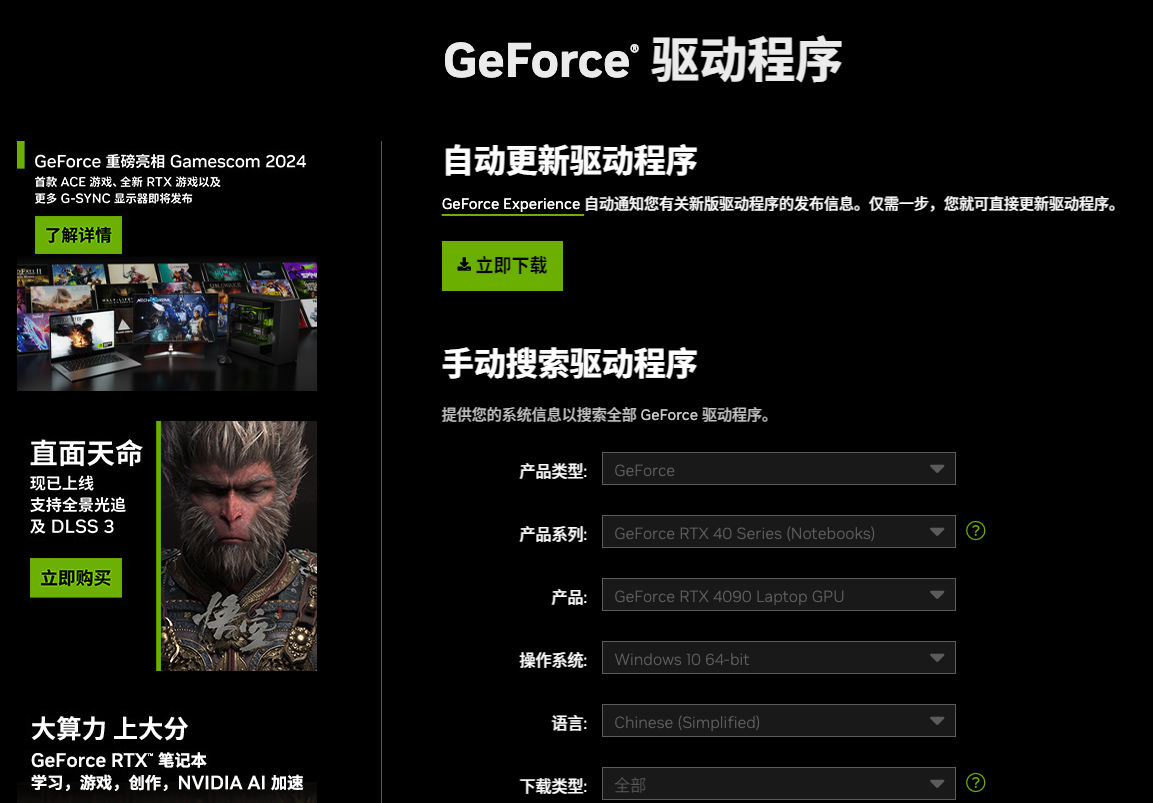 GeForce® 驱动程序
GeForce 重磅亮相 Gamescom 2024
首款 ACE 游戏、全新 RTX 游戏以及
更多 G-SYNC 显示器即将发布
了解详情
直面天命
现已上线
支持全景光追
及 DLSS 3
立即购买
悟空
大算力 上大分
GeForce RTX™ 笔记本
学习，游戏，创作，NVIDIA AI 加速
自动更新驱动程序
GeForce Experience 自动通知您有关新版驱动程序的发布信息。仅需一步，您就可直接更新驱动程序。
立即下载
手动搜索驱动程序
提供您的系统信息以搜索全部 GeForce 驱动程序。
产品类型: GeForce
产品系列: GeForce RTX 40 Series (Notebooks) ?
产品: GeForce RTX 4090 Laptop GPU
操作系统: Windows 10 64-bit
语言: Chinese (Simplified)
下载类型: 全部 ?